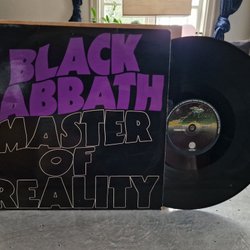 BLACK
SABBATH
MASTER
OF
REALITY